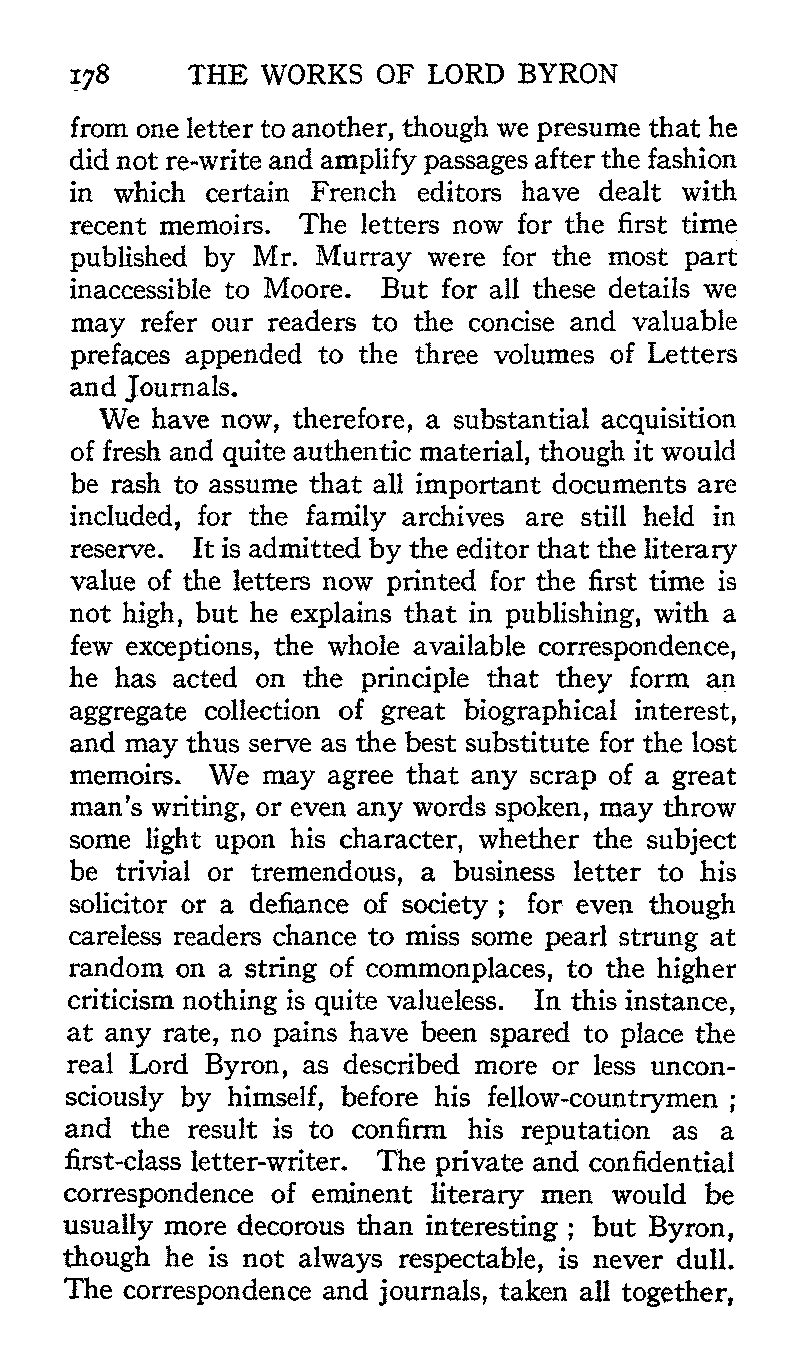 178 THE WORKS OF LORD BYRON
from one letter to another, though we presume that he
did not re-write and amplify passages after the fashion
in which certain French editors have dealt with
recent memoirs. The letters now for the first time
published by Mr. Murray were for the most part
inaccessible to Moore. But for all these details we
may refer our readers to the concise and valuable
prefaces appended to the three volumes of Letters
and Journals.
We have now, therefore, a substantial acquisition
of fresh and quite authentic material, though it would
be rash to assume that all important documents are
included, for the family archives are still held in
reserve. It is admitted by the editor that the literary
value of the letters now printed for the first time is
not high, but he explains that in publishing, with a
few exceptions, the whole available correspondence,
he has acted on the principle that they form an
aggregate collection of great biographical interest,
and may thus serve as the best substitute for the lost
memoirs. We may agree that any scrap of a great
man's writing, or even any words spoken, may throw
some light upon his character, whether the subject
be trivial or tremendous, a business letter to his
solicitor or a defiance of society ; for even though
careless readers chance to miss some pearl strung at
random on a string of commonplaces, to the higher
criticism nothing is quite valueless. In this instance,
at any rate, no pains have been spared to place the
real Lord Byron, as described more or less uncon-
sciously by himself, before his fellow-countrymen ;
and the result is to confirm his reputation as a
first-class letter-writer. The private and confidential
correspondence of eminent literary men would be
usually more decorous than interesting ; but Byron,
though he is not always respectable, is never dull.
The correspondence and journals, taken all together,